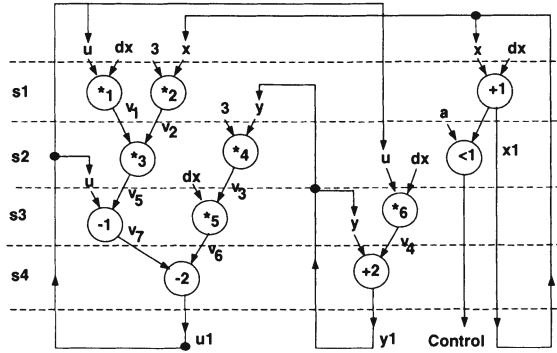 u dx 3 x x dx
s1 *1 *2 +1
v1 v2 3 y a
s2 *3 *4 <1 x1
u dx
u v5 dx v3
s3 -1 *5 y *6
v7 v6 v4
s4 -2 +2
u1 y1 Control